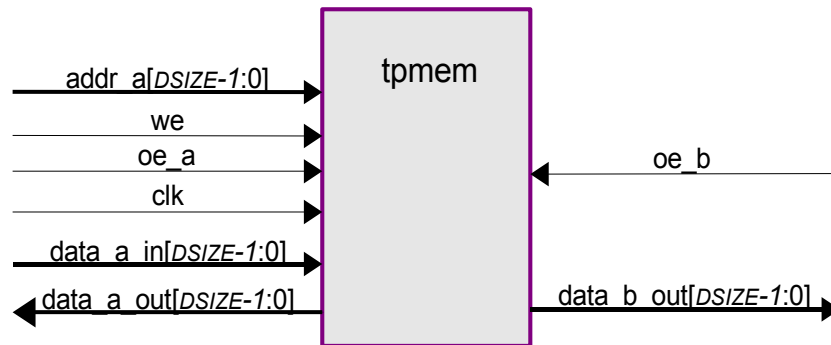 tpmem
addr_a[DSIZE-1:0]
we
oe_a
clk
data_a_in[DSIZE-1:0]
data_a_out[DSIZE-1:0]
oe_b
data_b_out[DSIZE-1:0]